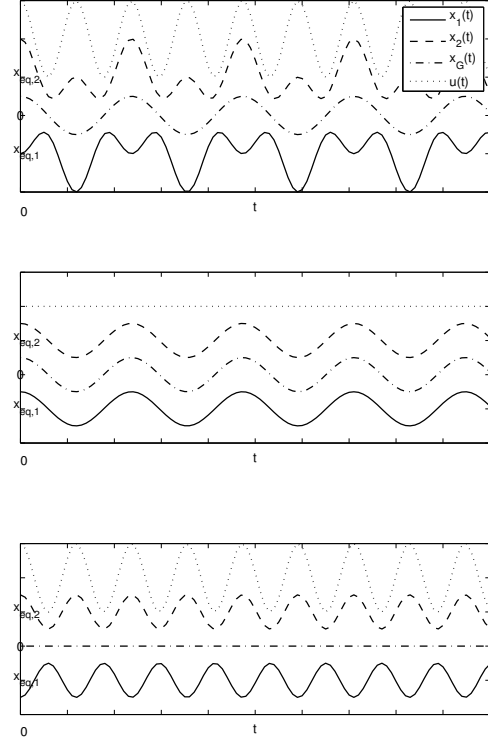 x_1(t)
x_2(t)
x_G(t)
u(t)
x_eq,2
0
x_eq,1
0
t
x_eq,2
0
x_eq,1
0
t
x_eq,2
0
x_eq,1
0
t